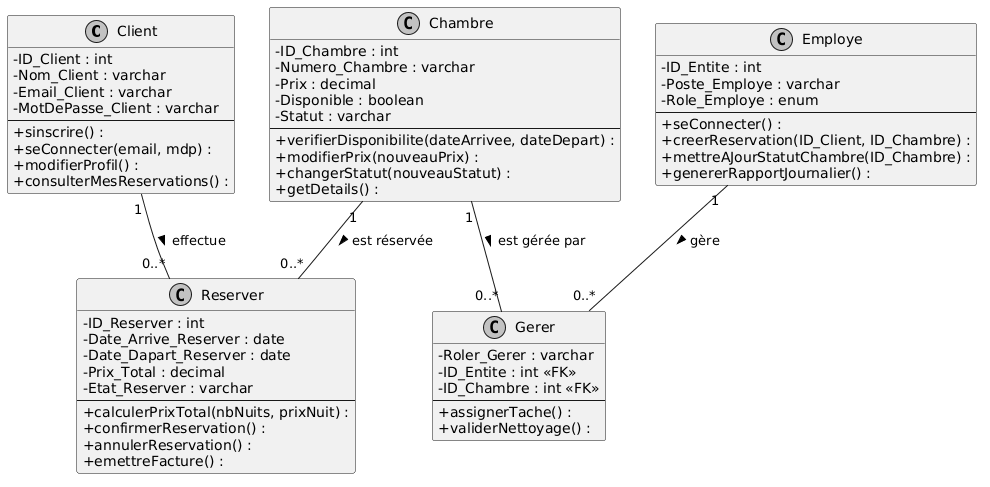 C Client
-ID_Client : int
-Nom_Client : varchar
-Email_Client : varchar
-MotDePasse_Client : varchar
+sinscrire() :
+seConnecter(email, mdp) :
+modifierProfil() :
+consulterMesReservations() :
C Chambre
-ID_Chambre : int
-Numero_Chambre : varchar
-Prix : decimal
-Disponible : boolean
-Statut : varchar
+verifierDisponibilite(dateArrivee, dateDepart) :
+modifierPrix(nouveauPrix) :
+changerStatut(nouveauStatut) :
+getDetails() :
C Employe
-ID_Entite : int
-Poste_Employe : varchar
-Role_Employe : enum
+seConnecter() :
+creerReservation(ID_Client, ID_Chambre) :
+mettreAJourStatutChambre(ID_Chambre) :
+genererRapportJournalier() :
1
effectue
0..*
1
est réservée
0..*
1
est gérée par
0..*
1
gère
0..*
C Reserver
-ID_Reserver : int
-Date_Arrive_Reserver : date
-Date_Dapart_Reserver : date
-Prix_Total : decimal
-Etat_Reserver : varchar
+calculerPrixTotal(nbNuits, prixNuit) :
+confirmerReservation() :
+annulerReservation() :
+emettreFacture() :
C Gerer
-Roler_Gerer : varchar
-ID_Entite : int «FK»
-ID_Chambre : int «FK»
+assignerTache() :
+validerNettoyage() :